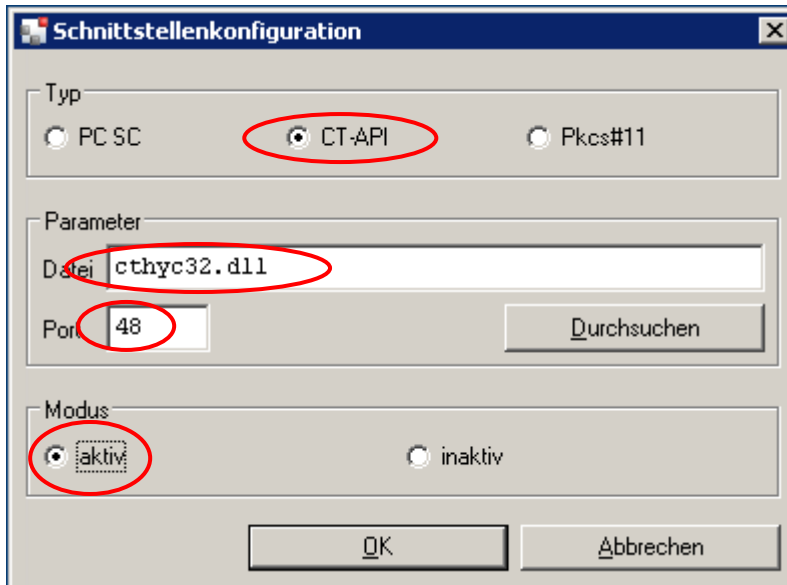 Schnittstellenkonfiguration
Typ
PC SC CT-API Pkcs#11
Parameter
Datei cthyc32.dll
Port 48 Durchsuchen
Modus
aktiv inaktiv
OK Abbrechen